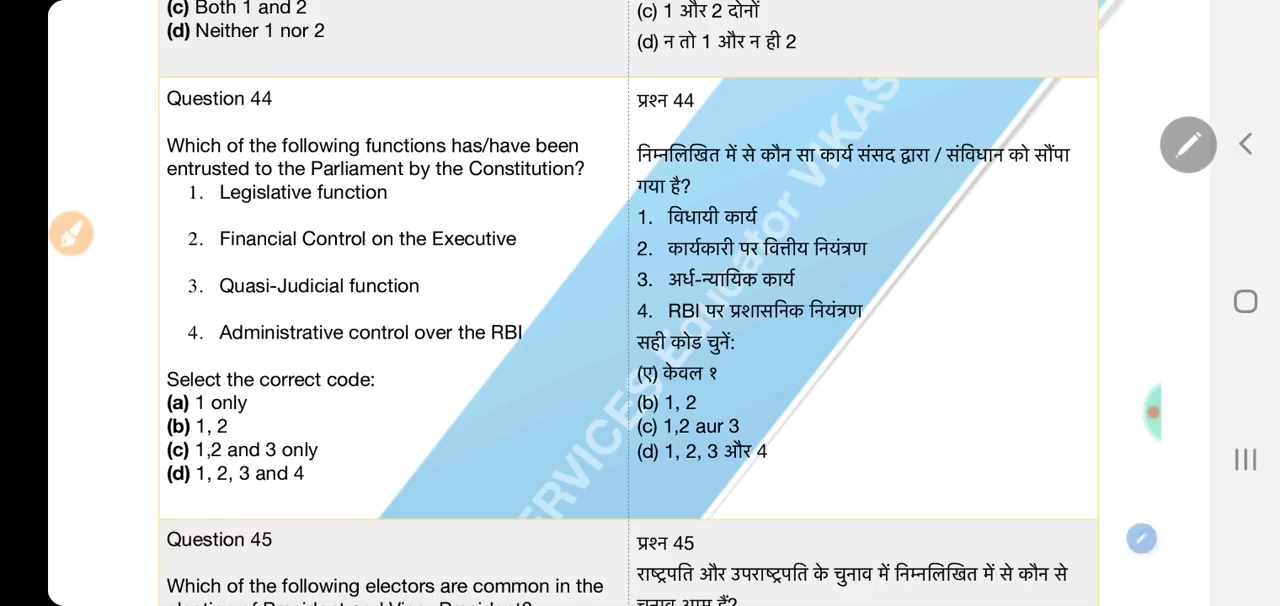 (c) Both 1 and 2
(d) Neither 1 nor 2
(c) 1 और 2 दोनों
(d) न तो 1 और न ही 2
Question 44
Which of the following functions has/have been
entrusted to the Parliament by the Constitution?
1. Legislative function
2. Financial Control on the Executive
3. Quasi-Judicial function
4. Administrative control over the RBI
Select the correct code:
(a) 1 only
(b) 1, 2
(c) 1,2 and 3 only
(d) 1, 2, 3 and 4
प्रश्न 44
निम्नलिखित में से कौन सा कार्य संसद द्वारा / संविधान को सौंपा
गया है?
1. विधायी कार्य
2. कार्यकारी पर वित्तीय नियंत्रण
3. अर्ध-न्यायिक कार्य
4. RBI पर प्रशासनिक नियंत्रण
सही कोड चुनें:
(ए) केवल १
(b) 1, 2
(c) 1,2 aur 3
(d) 1, 2, 3 और 4
Educator VIKAS
Question 45
Which of the following electors are common in the
प्रश्न 45
राष्ट्रपति और उपराष्ट्रपति के चुनाव में निम्नलिखित में से कौन से